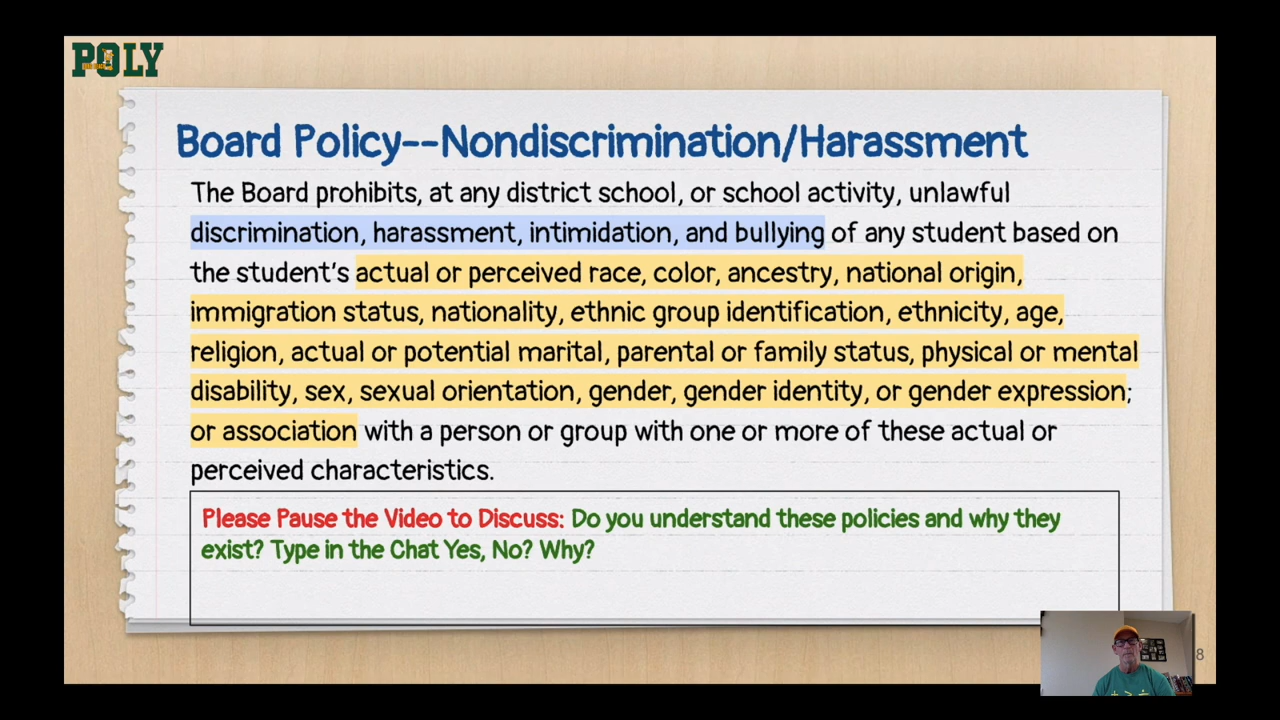 POLY
Board Policy--Nondiscrimination/Harassment
The Board prohibits, at any district school, or school activity, unlawful
discrimination, harassment, intimidation, and bullying of any student based on
the student's actual or perceived race, color, ancestry, national origin,
immigration status, nationality, ethnic group identification, ethnicity, age,
religion, actual or potential marital, parental or family status, physical or mental
disability, sex, sexual orientation, gender, gender identity, or gender expression;
or association with a person or group with one or more of these actual or
perceived characteristics.
Please Pause the Video to Discuss: Do you understand these policies and why they
exist? Type in the Chat Yes, No? Why?
8